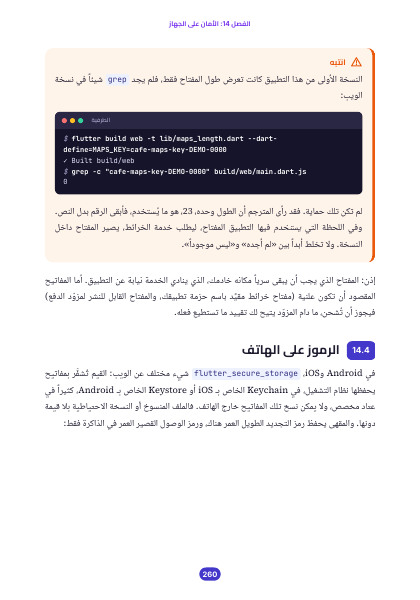 الفصل 14: الأمان على الجهاز
انتبه
النسخة الأولى من هذا التطبيق كانت تعرض طول المفتاح فقط، فلم يجد grep شيئاً في نسخة
الويب:
الطرفية
$ flutter build web -t lib/maps_length.dart --dart-
define=MAPS_KEY=cafe-maps-key-DEMO-0000
✓ Built build/web
$ grep -c "cafe-maps-key-DEMO-0000" build/web/main.dart.js
0
لم تكن تلك حماية. فقد رأى المترجم أن الطول وحده، 23، هو ما يُستخدم، فأبقى الرقم بدل النص.
وفي اللحظة التي يستخدم فيها التطبيق المفتاح، ليطلب خدمة الخرائط، يصير المفتاح داخل
النسخة. ولا تخلط أبداً بين «لم أجده» و«ليس موجوداً».
إذن: المفتاح الذي يجب أن يبقى سرياً مكانه خادمك، الذي ينادي الخدمة نيابة عن التطبيق. أما المفاتيح
المقصود أن تكون علنية (مفتاح خرائط مقيّد باسم حزمة تطبيقك، والمفتاح القابل للنشر لمزوّد الدفع)
فيجوز أن تُشحن، ما دام المزوّد يتيح لك تقييد ما تستطيع فعله.
14.4 الرموز على الهاتف
في Android وiOS، flutter_secure_storage شيء مختلف عن الويب: القيم تُشفَّر بمفاتيح
يحفظها نظام التشغيل، في Keychain الخاص بـ iOS أو Keystore الخاص بـ Android، كثيراً في
عتاد مخصص، ولا يمكن نسخ تلك المفاتيح خارج الهاتف. فالملف المنسوخ أو النسخة الاحتياطية بلا قيمة
دونها. والمقهى يحفظ رمز التجديد الطويل العمر هناك، ورمز الوصول القصير العمر في الذاكرة فقط:
260